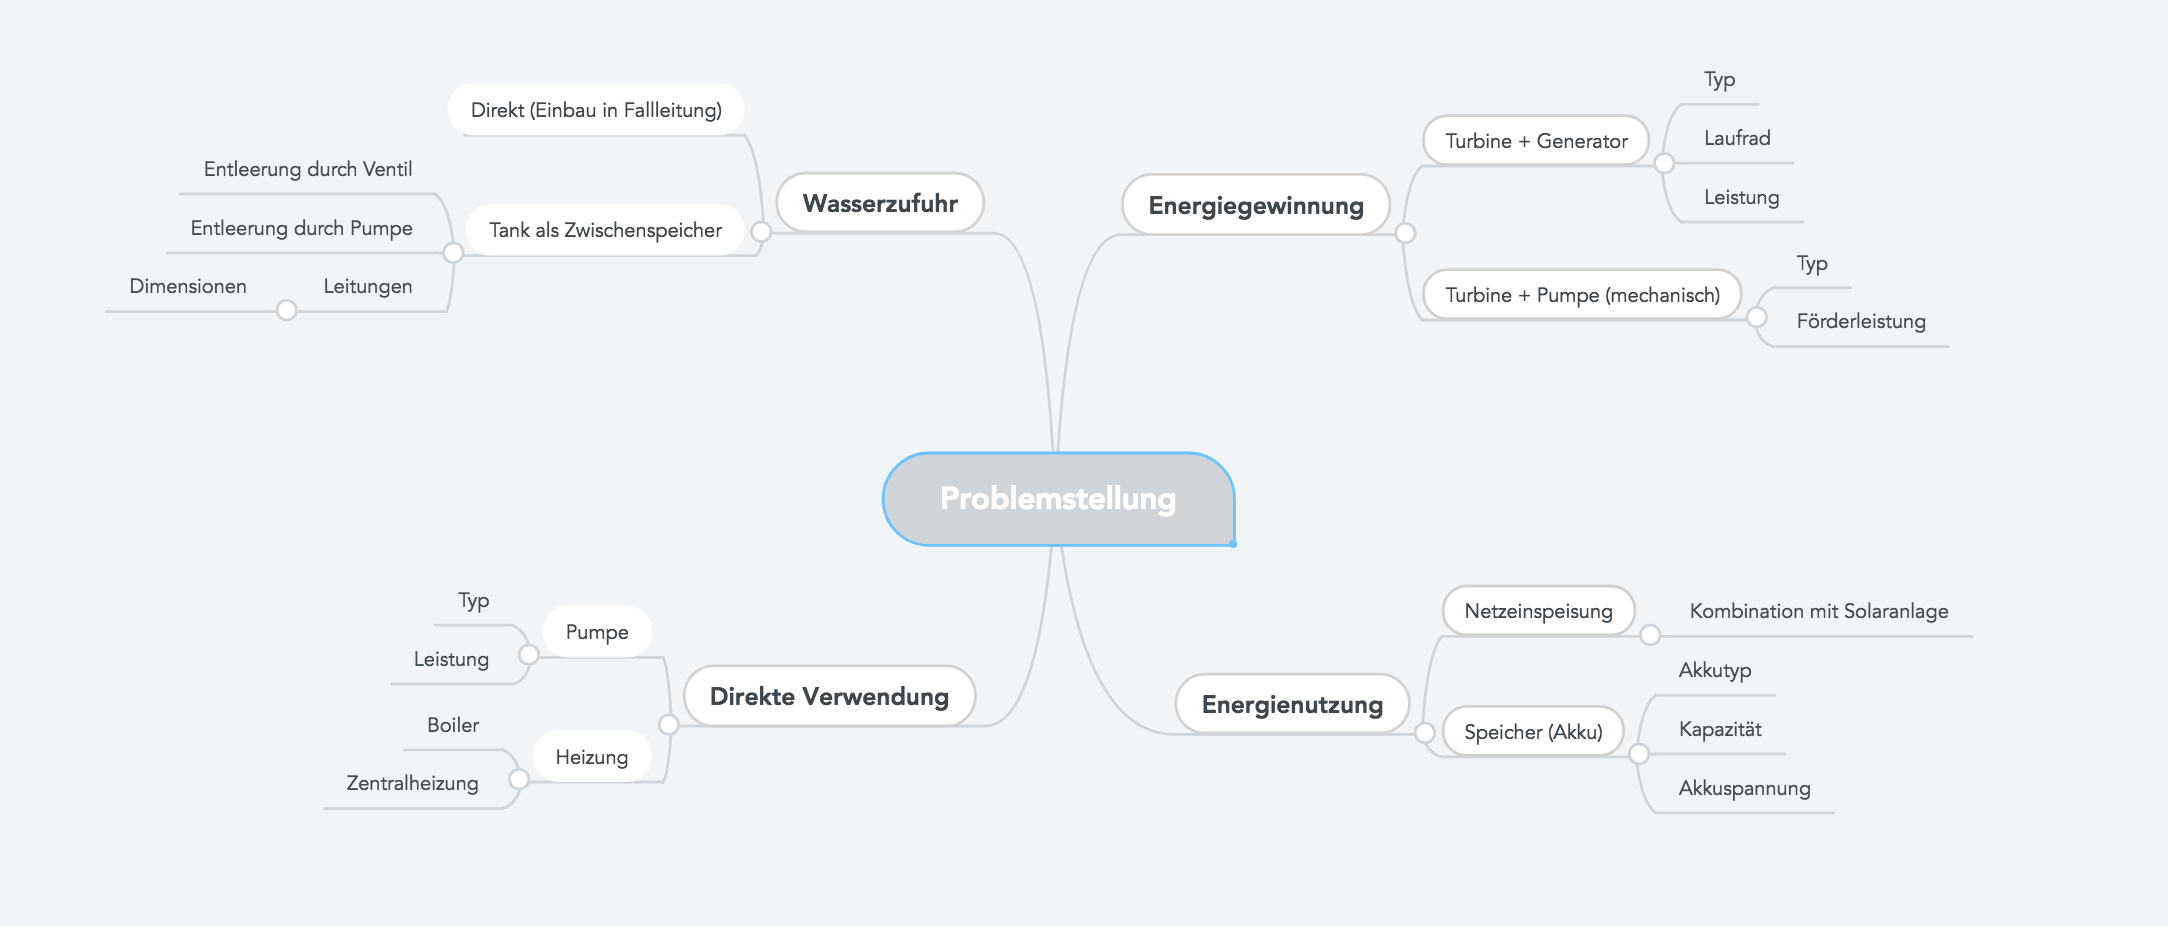 Problemstellung
Wasserzufuhr
Direkt (Einbau in Fallleitung)
Tank als Zwischenspeicher
Entleerung durch Ventil
Entleerung durch Pumpe
Leitungen
Dimensionen
Energiegewinnung
Turbine + Generator
Typ
Laufrad
Leistung
Turbine + Pumpe (mechanisch)
Typ
Förderleistung
Direkte Verwendung
Pumpe
Typ
Leistung
Heizung
Boiler
Zentralheizung
Energienutzung
Netzeinspeisung
Kombination mit Solaranlage
Speicher (Akku)
Akkutyp
Kapazität
Akkuspannung